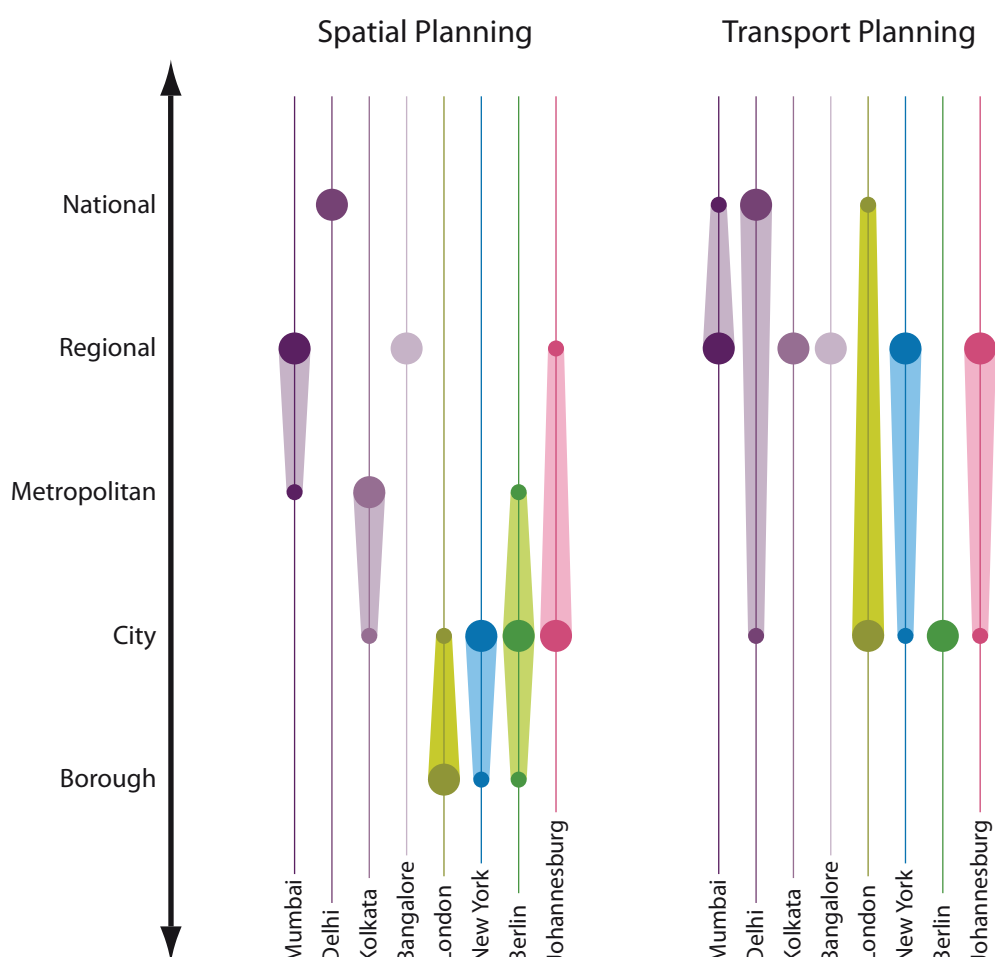 Spatial Planning
Transport Planning
National
Regional
Metropolitan
City
Borough
Mumbai
Delhi
Kolkata
Bangalore
London
New York
Berlin
Johannesburg
Mumbai
Delhi
Kolkata
Bangalore
London
New York
Berlin
Johannesburg